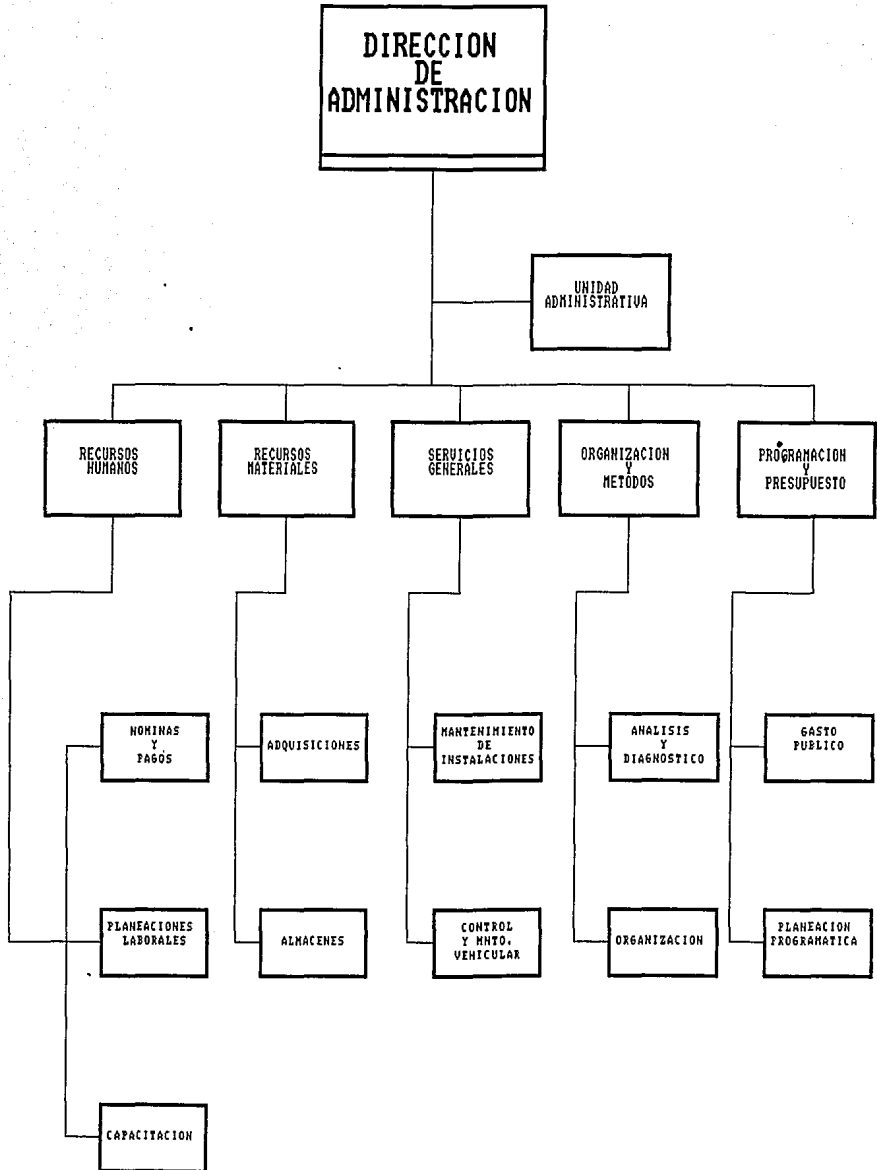 DIRECCION
DE
ADMINISTRACION
UNIDAD
ADMINISTRATIVA
RECURSOS
HUMANOS
RECURSOS
MATERIALES
SERVICIOS
GENERALES
ORGANIZACION
Y
METODOS
PROGRAMACION
Y
PRESUPUESTO
NOMINAS
Y
PAGOS
ADQUISICIONES
MANTENIMIENTO
DE
INSTALACIONES
ANALISIS
Y
DIAGNOSTICO
GASTO
PUBLICO
PLANEACIONES
LABORALES
ALMACENES
CONTROL
Y MNTO.
VEHICULAR
ORGANIZACION
PLANEACION
PROGRAMATICA
CAPACITACION